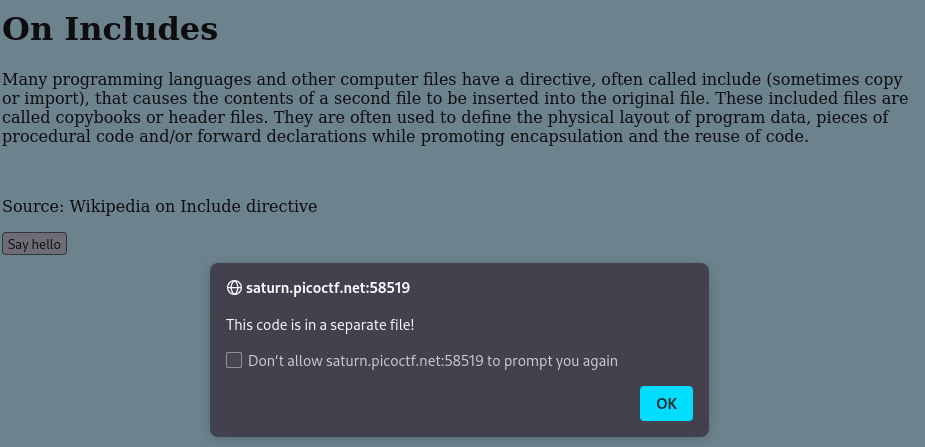 On Includes
Many programming languages and other computer files have a directive, often called include (sometimes copy
or import), that causes the contents of a second file to be inserted into the original file. These included files are
called copybooks or header files. They are often used to define the physical layout of program data, pieces of
procedural code and/or forward declarations while promoting encapsulation and the reuse of code.
Source: Wikipedia on Include directive
Say hello
saturn.picoctf.net:58519
This code is in a separate file!
Don't allow saturn.picoctf.net:58519 to prompt you again
OK